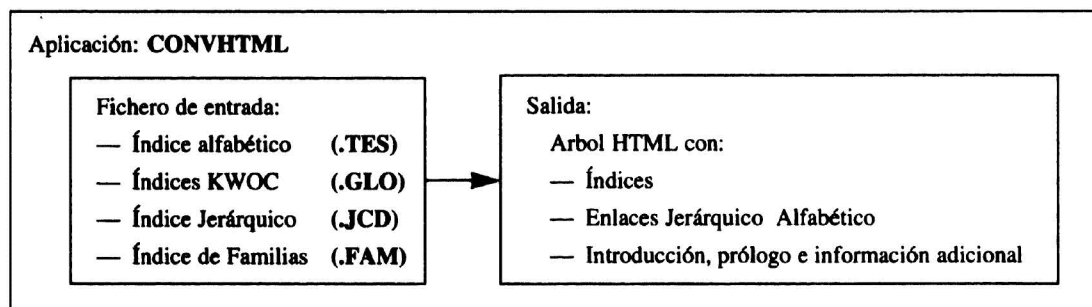 Aplicación: CONVHTML
Fichero de entrada:
— Índice alfabético (.TES)
— Índices KWOC (.GLO)
— Índice Jerárquico (.JCD)
— Índice de Familias (.FAM)
Salida:
Arbol HTML con:
— Índices
— Enlaces Jerárquico Alfabético
— Introducción, prólogo e información adicional